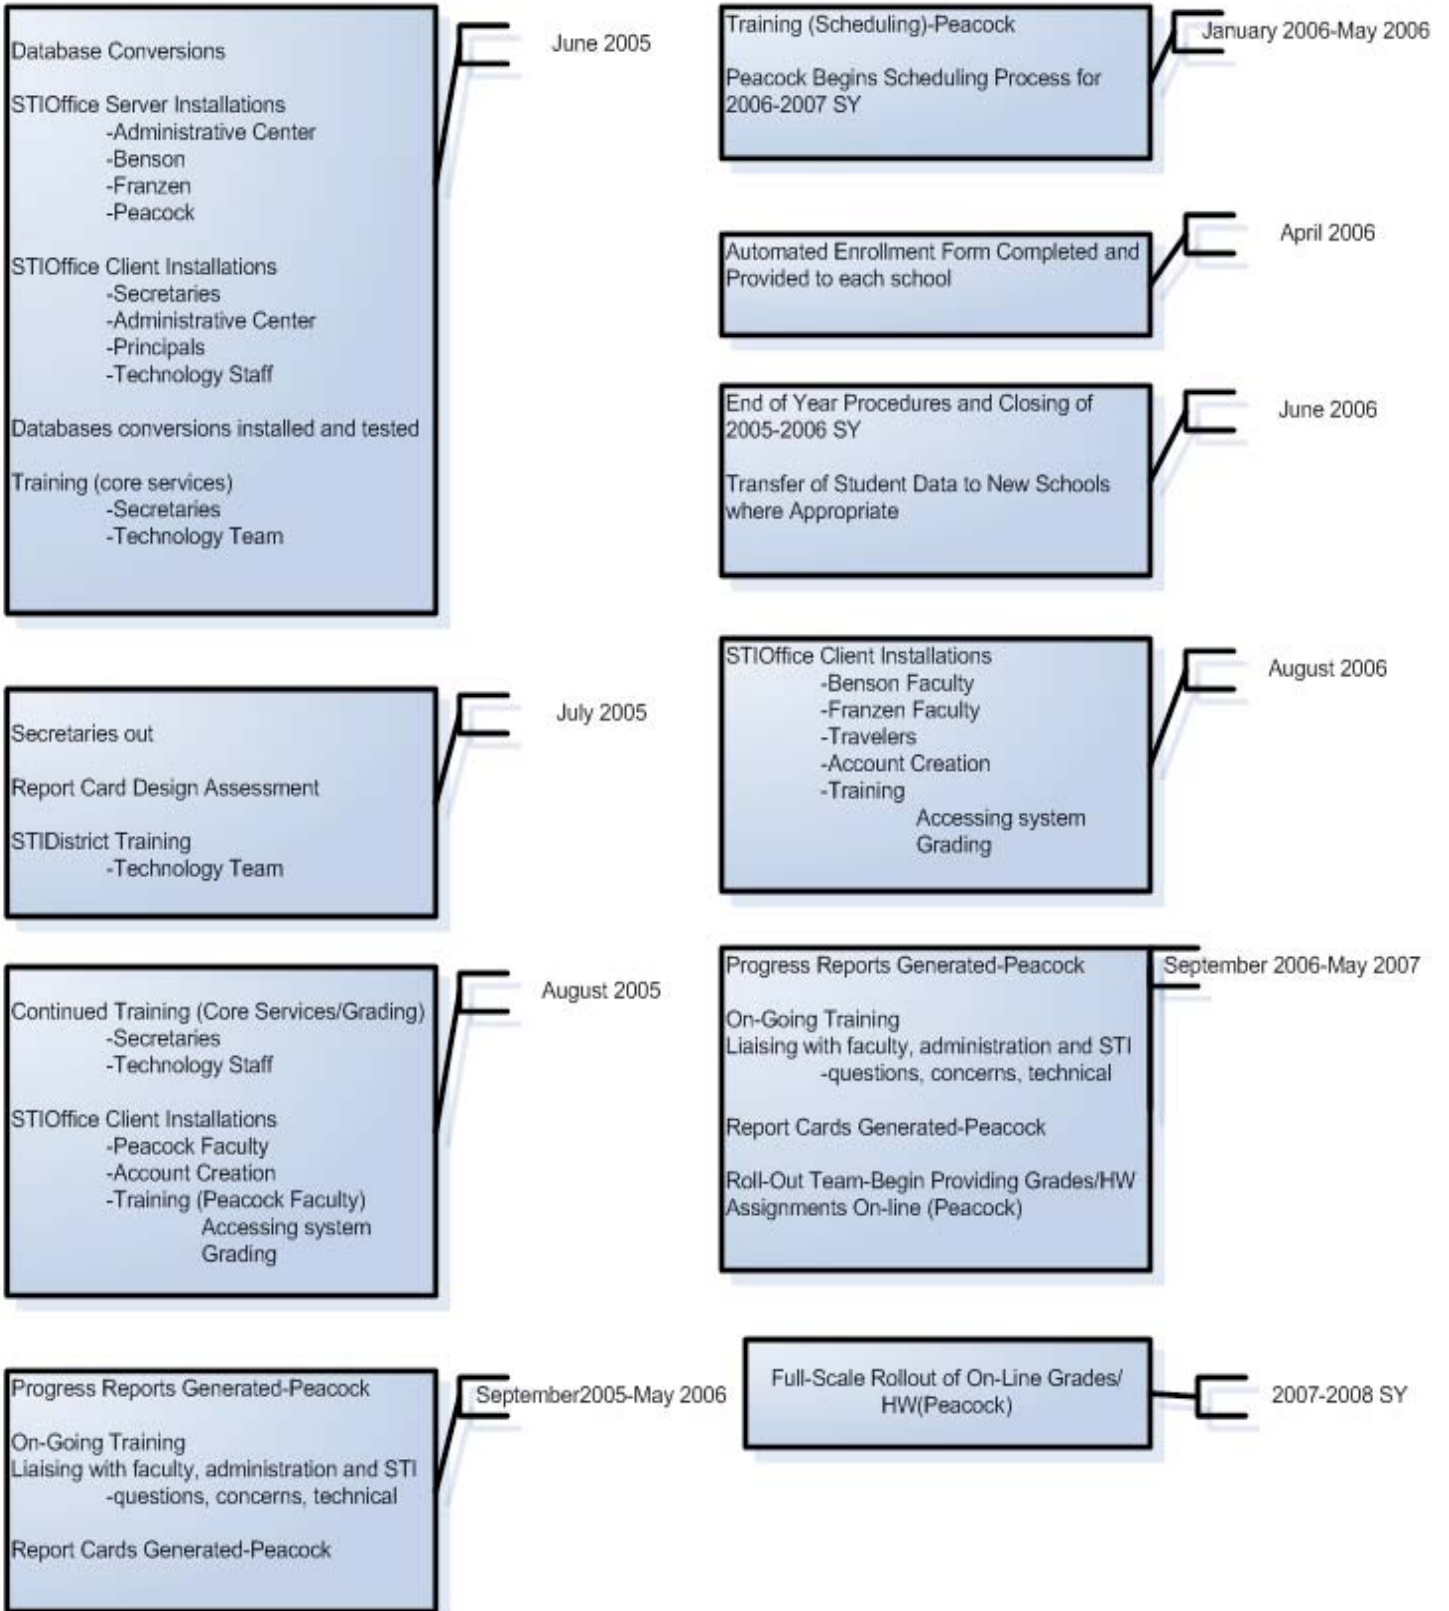 Database Conversions
STIOffice Server Installations
-Administrative Center
-Benson
-Franzen
-Peacock
STIOffice Client Installations
-Secretaries
-Administrative Center
-Principals
-Technology Staff
Databases conversions installed and tested
Training (core services)
-Secretaries
-Technology Team
June 2005
Secretaries out
Report Card Design Assessment
STIDistrict Training
-Technology Team
July 2005
Continued Training (Core Services/Grading)
-Secretaries
-Technology Staff
STIOffice Client Installations
-Peacock Faculty
-Account Creation
-Training (Peacock Faculty)
Accessing system
Grading
August 2005
Progress Reports Generated-Peacock
On-Going Training
Liaising with faculty, administration and STI
-questions, concerns, technical
Report Cards Generated-Peacock
September2005-May 2006
Training (Scheduling)-Peacock
Peacock Begins Scheduling Process for
2006-2007 SY
January 2006-May 2006
Automated Enrollment Form Completed and
Provided to each school
April 2006
End of Year Procedures and Closing of
2005-2006 SY
Transfer of Student Data to New Schools
where Appropriate
June 2006
STIOffice Client Installations
-Benson Faculty
-Franzen Faculty
-Travelers
-Account Creation
-Training
Accessing system
Grading
August 2006
Progress Reports Generated-Peacock
On-Going Training
Liaising with faculty, administration and STI
-questions, concerns, technical
Report Cards Generated-Peacock
Roll-Out Team-Begin Providing Grades/HW
Assignments On-line (Peacock)
September 2006-May 2007
Full-Scale Rollout of On-Line Grades/
HW(Peacock)
2007-2008 SY